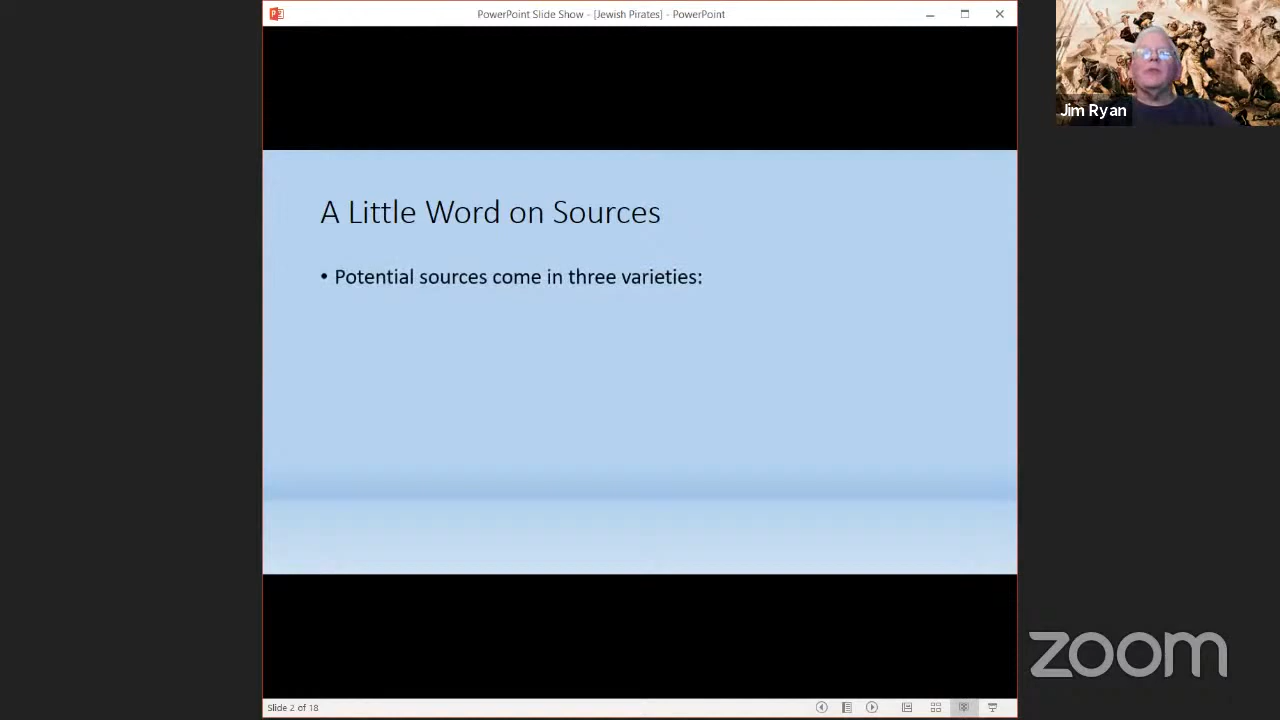 PowerPoint Slide Show - [Jewish Pirates] - PowerPoint
Jim Ryan
A Little Word on Sources
• Potential sources come in three varieties:
zoom
Slide 2 of 18